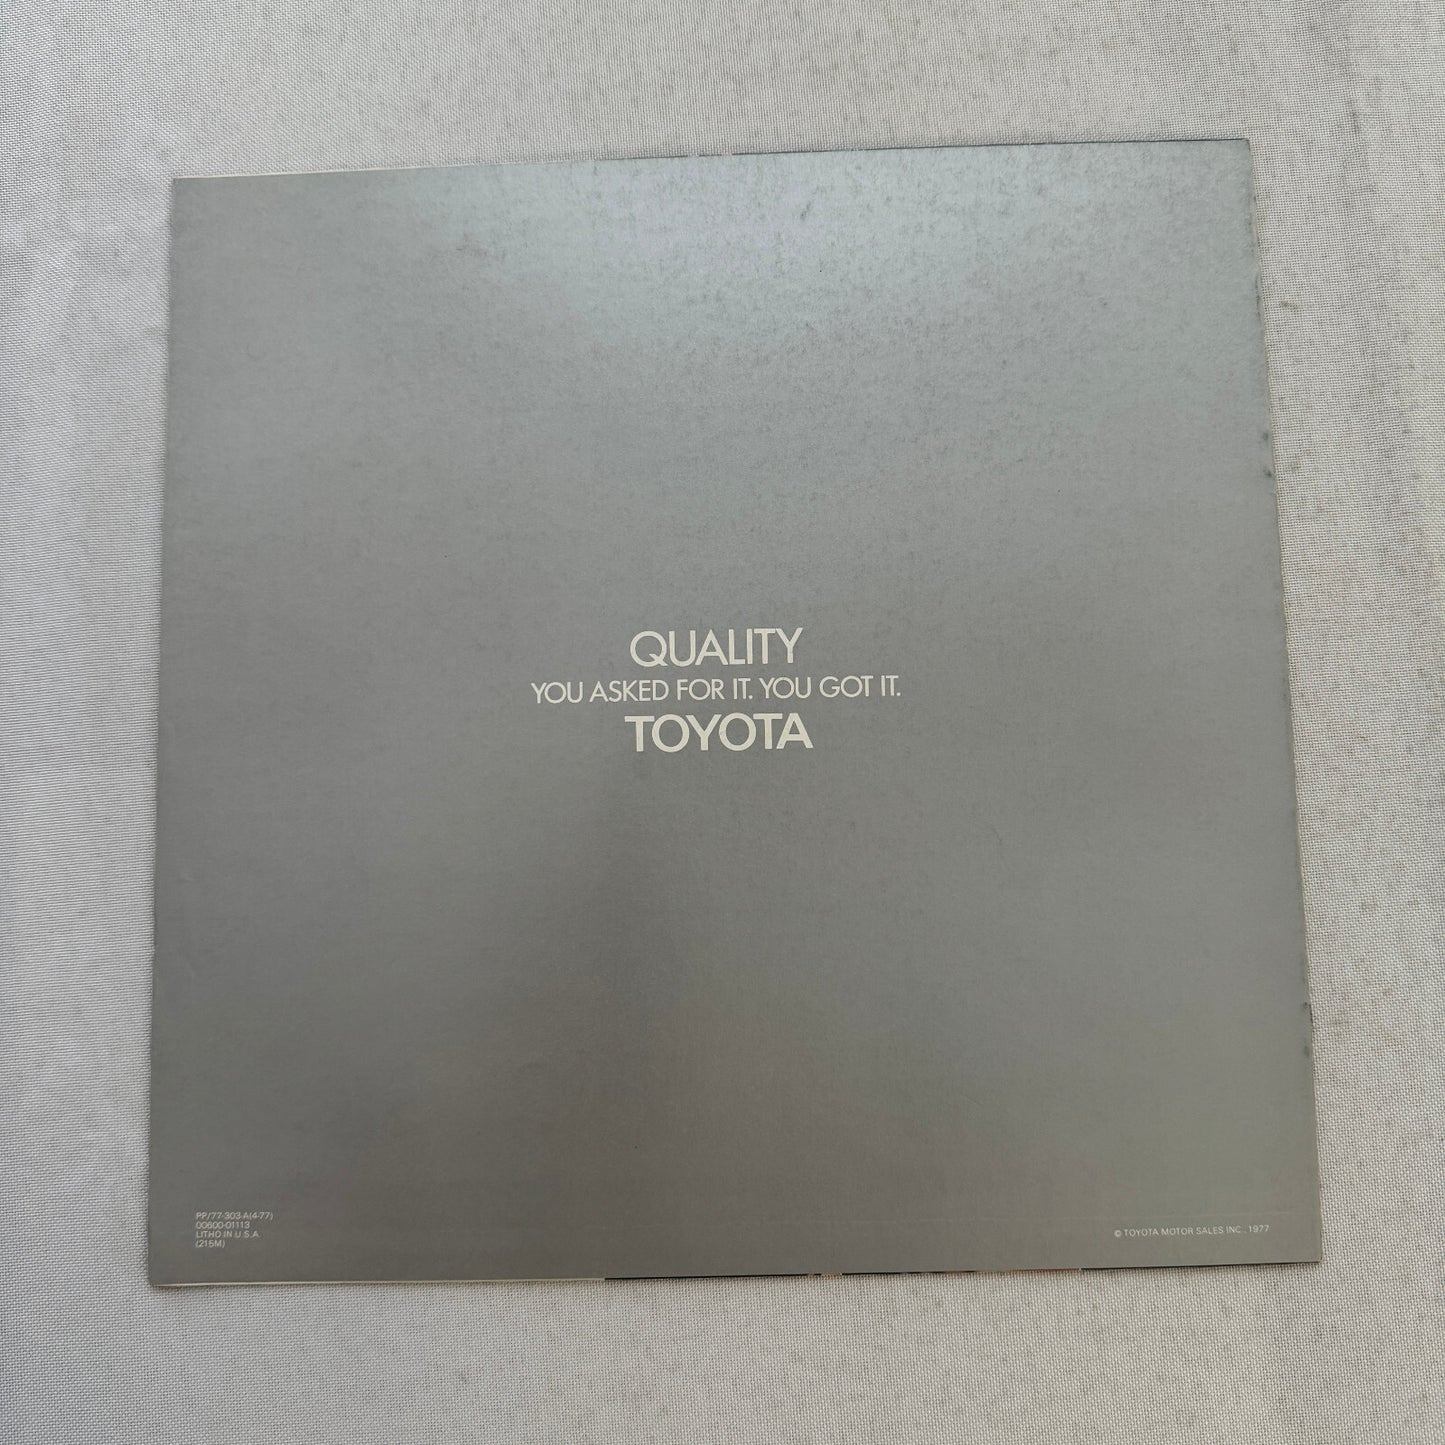 QUALITY
YOU ASKED FOR IT. YOU GOT IT.
TOYOTA
PP/77-303-A(4-77)
00600-01113
LITHO IN U.S.A.
(215M)
© TOYOTA MOTOR SALES INC., 1977